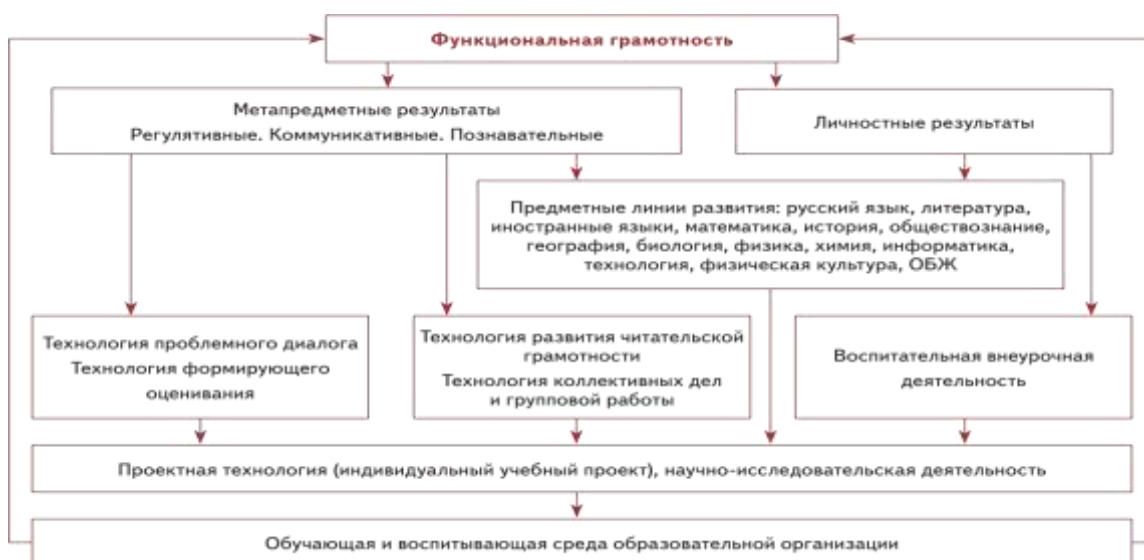 Функциональная грамотность
Метапредметные результаты
Регулятивные. Коммуникативные. Познавательные
Личностные результаты
Предметные линии развития: русский язык, литература,
иностранные языки, математика, история, обществознание,
география, биология, физика, химия, информатика,
технология, физическая культура, ОБЖ
Технология проблемного диалога
Технология формирующего
оценивания
Технология развития читательской
грамотности
Технология коллективных дел
и групповой работы
Воспитательная внеурочная
деятельность
Проектная технология (индивидуальный учебный проект), научно-исследовательская деятельность
Обучающая и воспитывающая среда образовательной организации